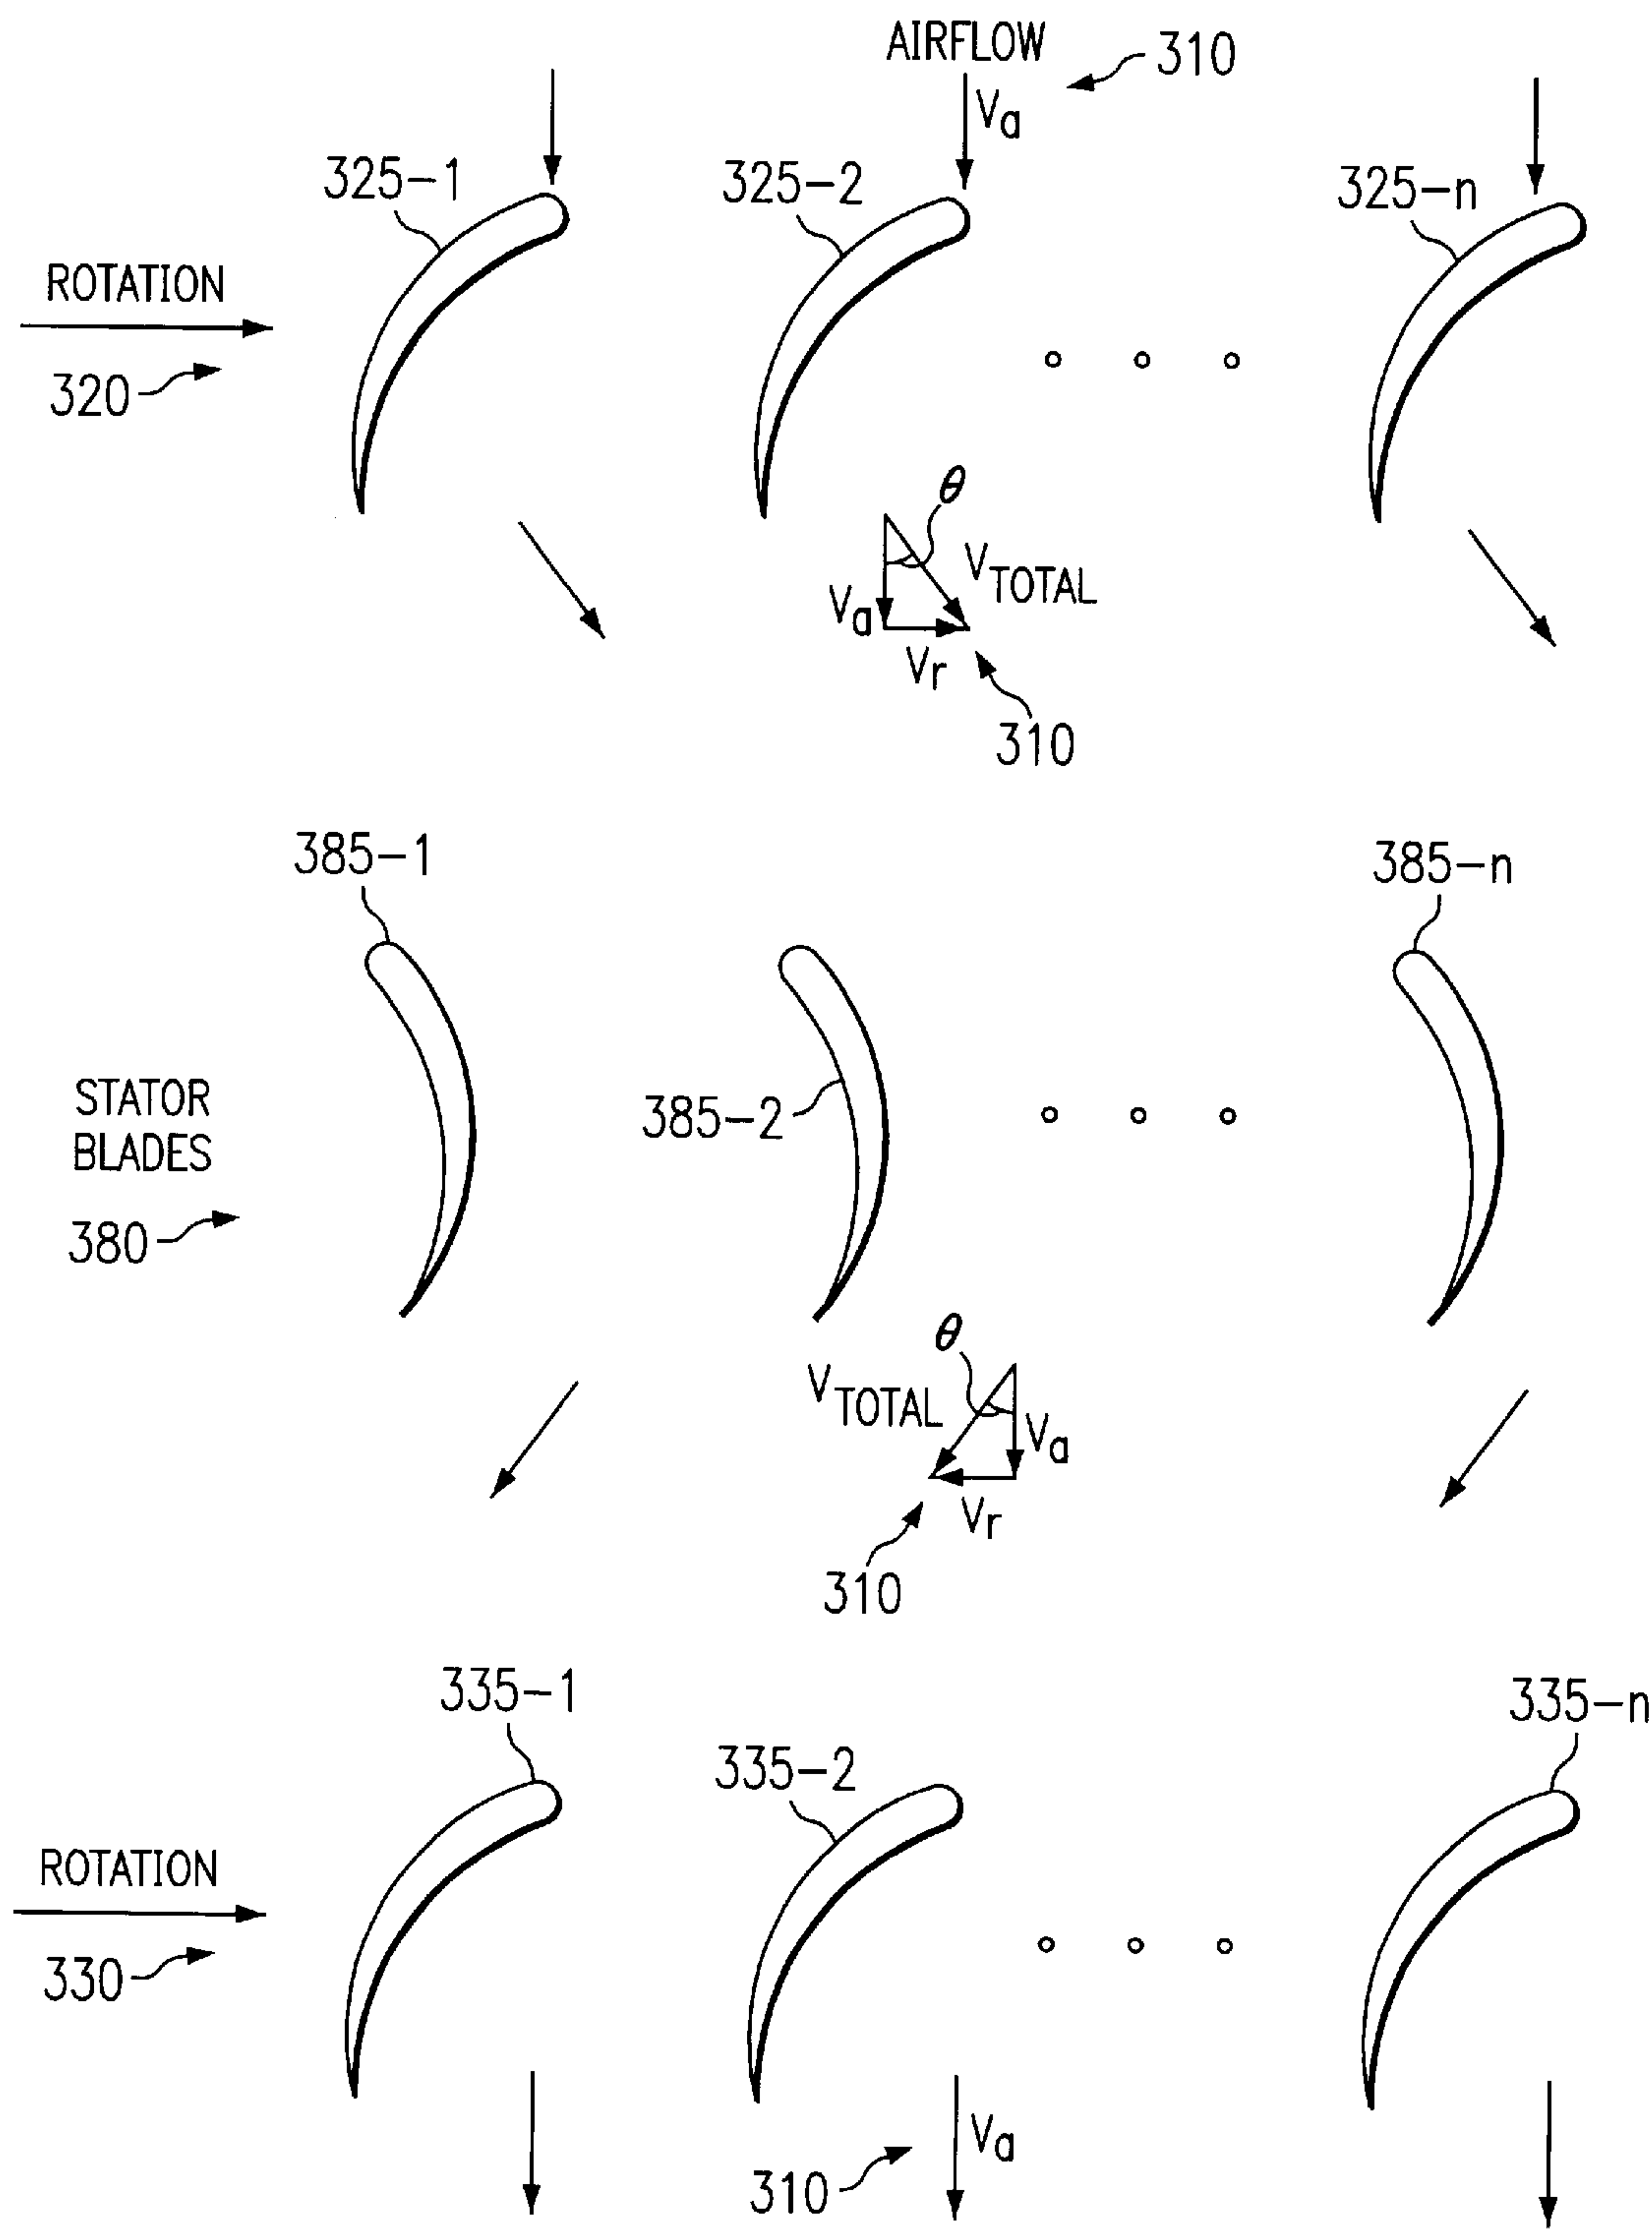 AIRFLOW
310
Va
325-1
325-2
325-n
ROTATION
320
θ
VTOTAL
Va
Vr
310
385-1
385-n
STATOR
BLADES
385-2
380
θ
VTOTAL
Va
Vr
310
335-1
335-n
335-2
ROTATION
330
Va
310